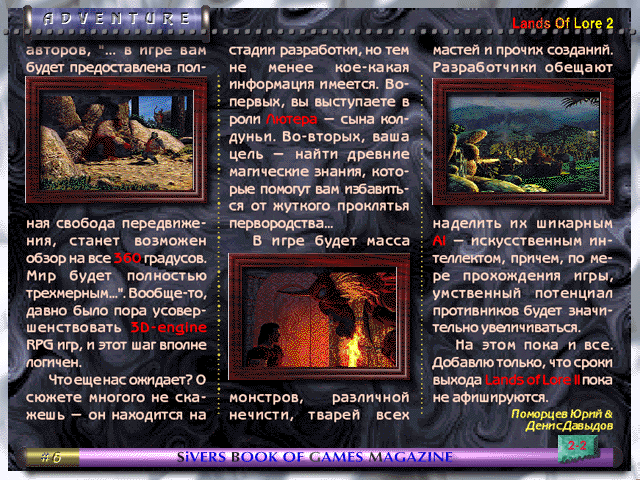 ADVENTURE
Lands Of Lore 2
авторов, "... в игре вам
будет предоставлена пол-
ная свобода передвиже-
ния, станет возможен
обзор на все 360 градусов.
Мир будет полностью
трехмерным...". Вообще-то,
давно было пора усовер-
шенствовать 3D-engine
RPG игр, и этот шаг вполне
логичен.
Что еще нас ожидает? О
сюжете многого не ска-
жешь — он находится на
стадии разработки, но тем
не менее кое-какая
информация имеется. Во-
первых, вы выступаете в
роли Лютера — сына кол-
дуньи. Во-вторых, ваша
цель — найти древние
магические знания, кото-
рые помогут вам избавить-
ся от жуткого проклятья
первородства...
В игре будет масса
монстров, различной
нечисти, тварей всех
мастей и прочих созданий.
Разработчики обещают
наделить их шикарным
AI — искусственным ин-
теллектом, причем, по ме-
ре прохождения игры,
умственный потенциал
противников будет значи-
тельно увеличиваться.
На этом пока и все.
Добавлю только, что сроки
выхода Lands of Lore II пока
не афишируются.
Поморцев Юрий &
Денис Давыдов
2-2
#6
SiVERS BOOK OF GAMES MAGAZINE